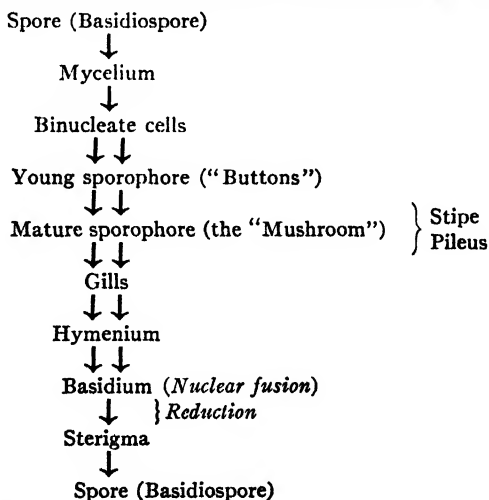 Spore (Basidiospore)
Mycelium
Binucleate cells
Young sporophore (“Buttons”)
Mature sporophore (the “Mushroom”) } Stipe
Pileus
Gills
Hymenium
Basidium (Nuclear fusion)
} Reduction
Sterigma
Spore (Basidiospore)